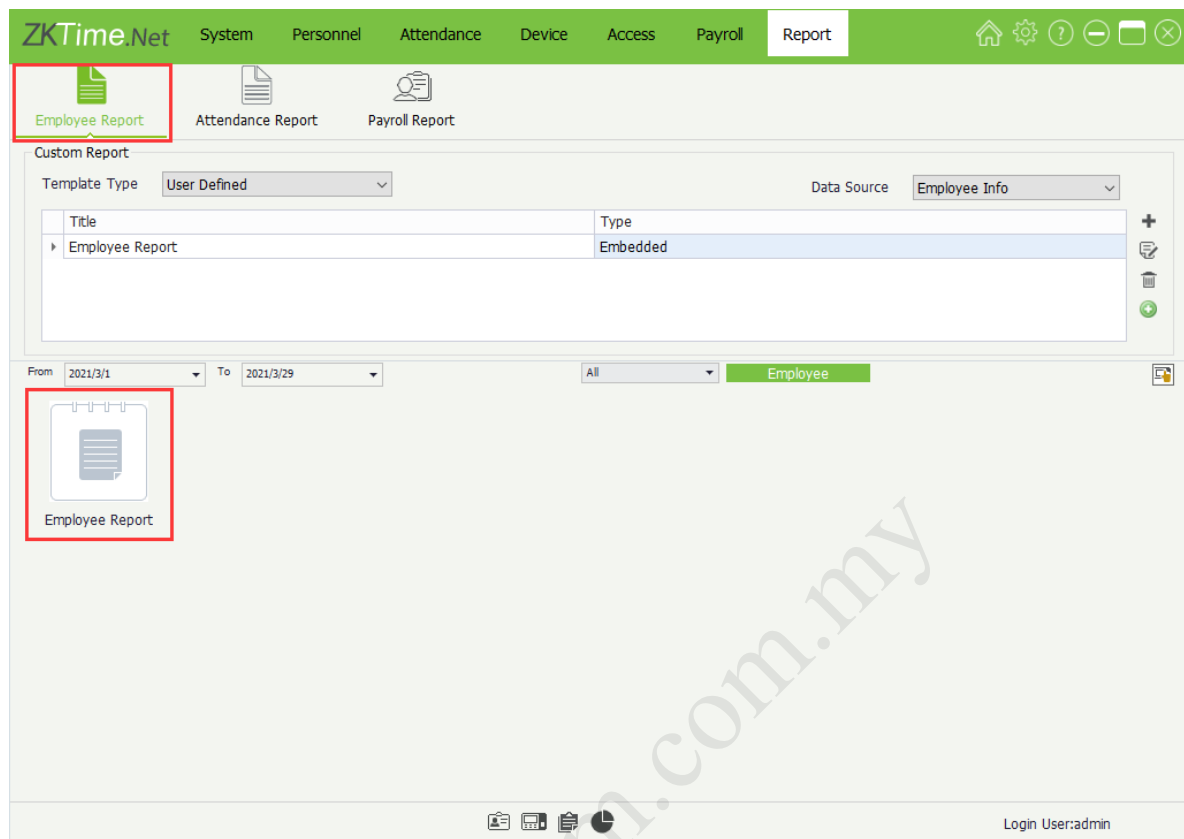 ZKTime.Net System Personnel Attendance Device Access Payroll Report
Employee Report Attendance Report Payroll Report
Custom Report
Template Type User Defined Data Source Employee Info
Title Type
Employee Report Embedded
From 2021/3/1 To 2021/3/29 All Employee
Employee Report
m.com.my
Login User:admin